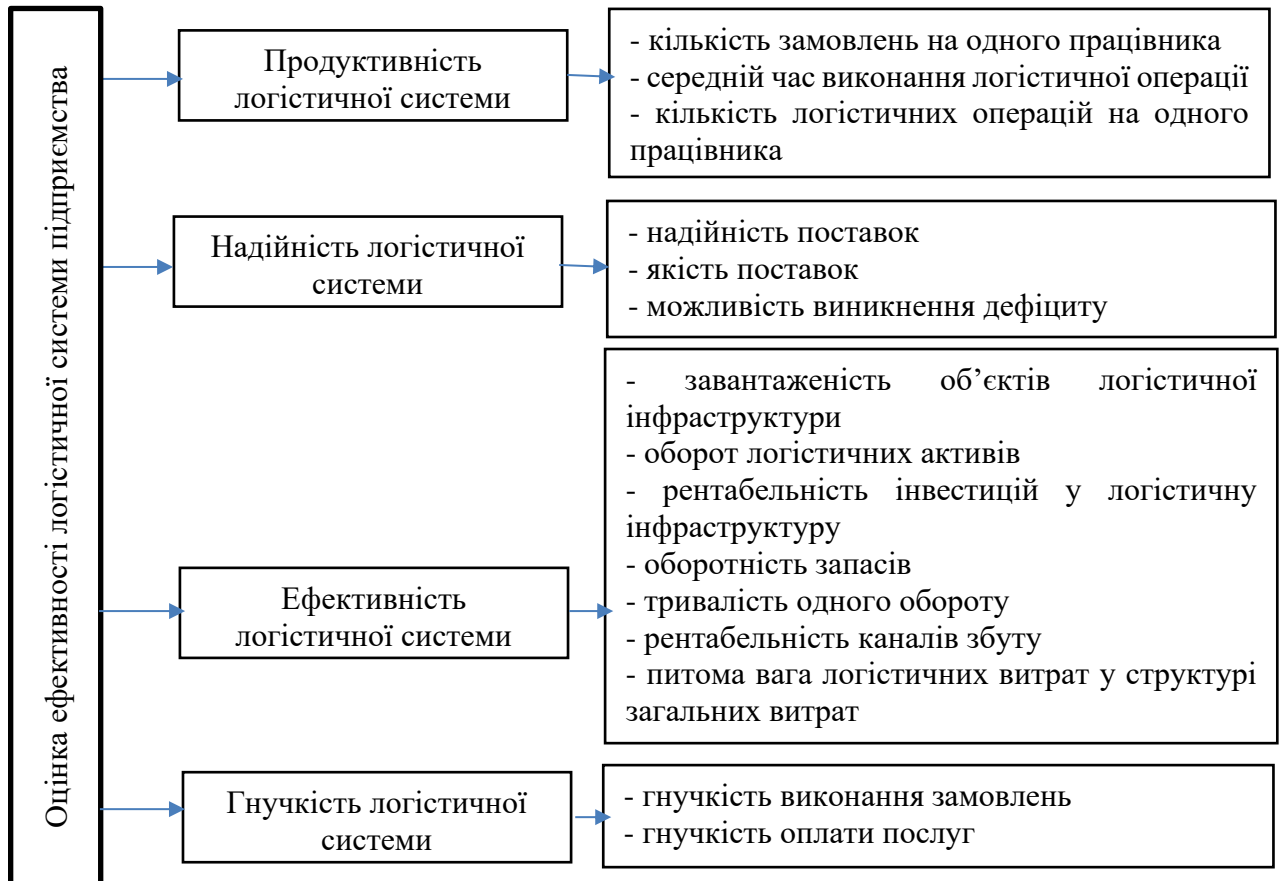 Оцінка ефективності логістичної системи підприємства
Продуктивність
логістичної системи
- кількість замовлень на одного працівника
- середній час виконання логістичної операції
- кількість логістичних операцій на одного
працівника
Надійність логістичної
системи
- надійність поставок
- якість поставок
- можливість виникнення дефіциту
Ефективність
логістичної системи
- завантаженість об’єктів логістичної
інфраструктури
- оборот логістичних активів
- рентабельність інвестицій у логістичну
інфраструктуру
- оборотність запасів
- тривалість одного обороту
- рентабельність каналів збуту
- питома вага логістичних витрат у структурі
загальних витрат
Гнучкість логістичної
системи
- гнучкість виконання замовлень
- гнучкість оплати послуг